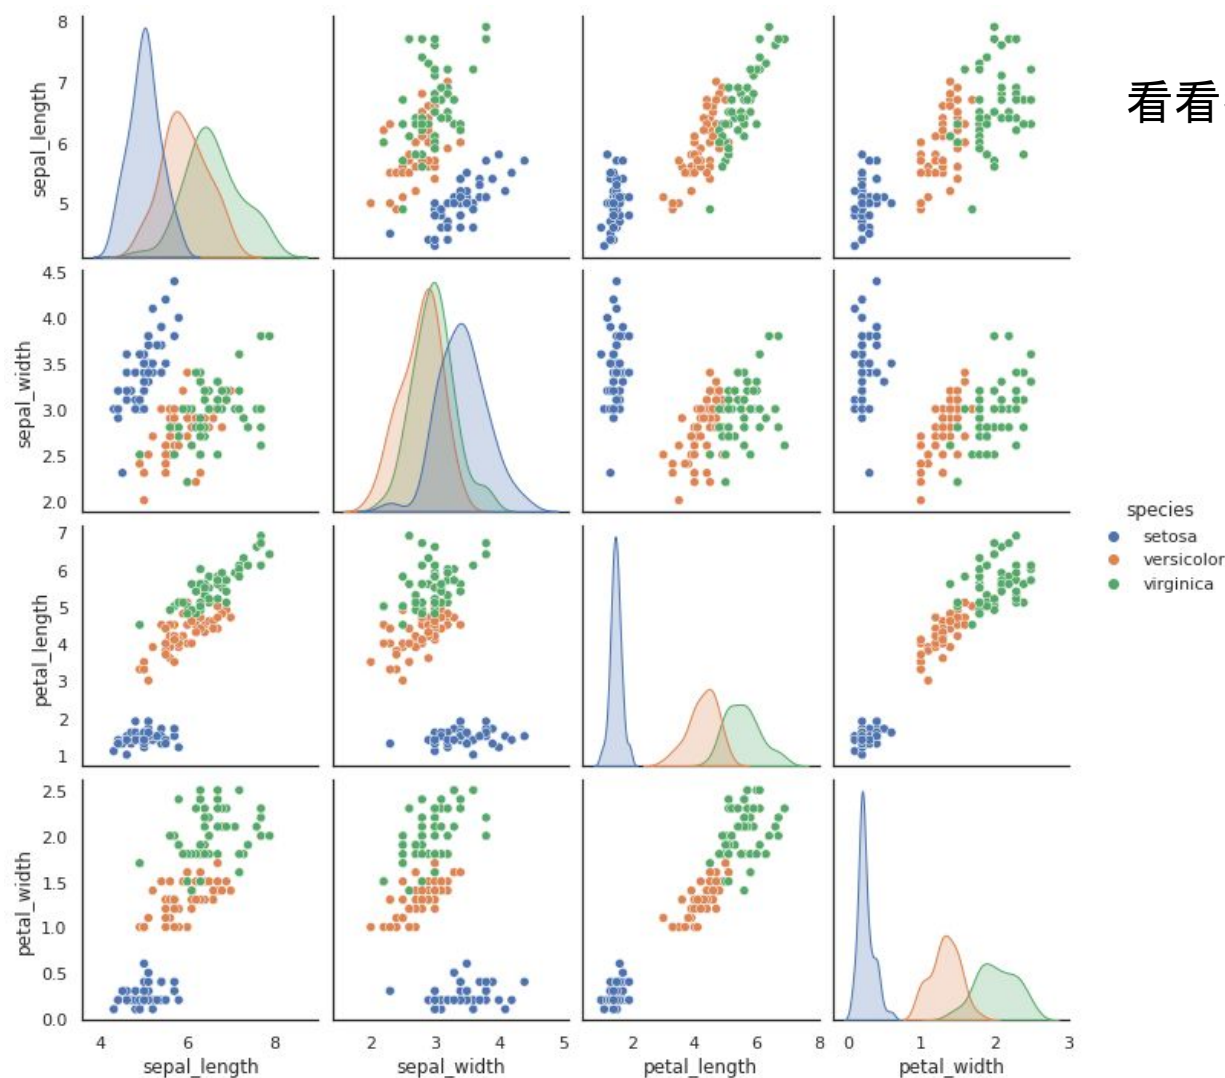 看看
8
7
6
5
sepal_length
4.5
4.0
3.5
3.0
2.5
2.0
sepal_width
species
setosa
versicolor
virginica
7
6
5
4
3
2
1
petal_length
2.5
2.0
1.5
1.0
0.5
0.0
petal_width
4 6 8
sepal_length
2 3 4 5
sepal_width
2 4 6 8
petal_length
0 1 2 3
petal_width